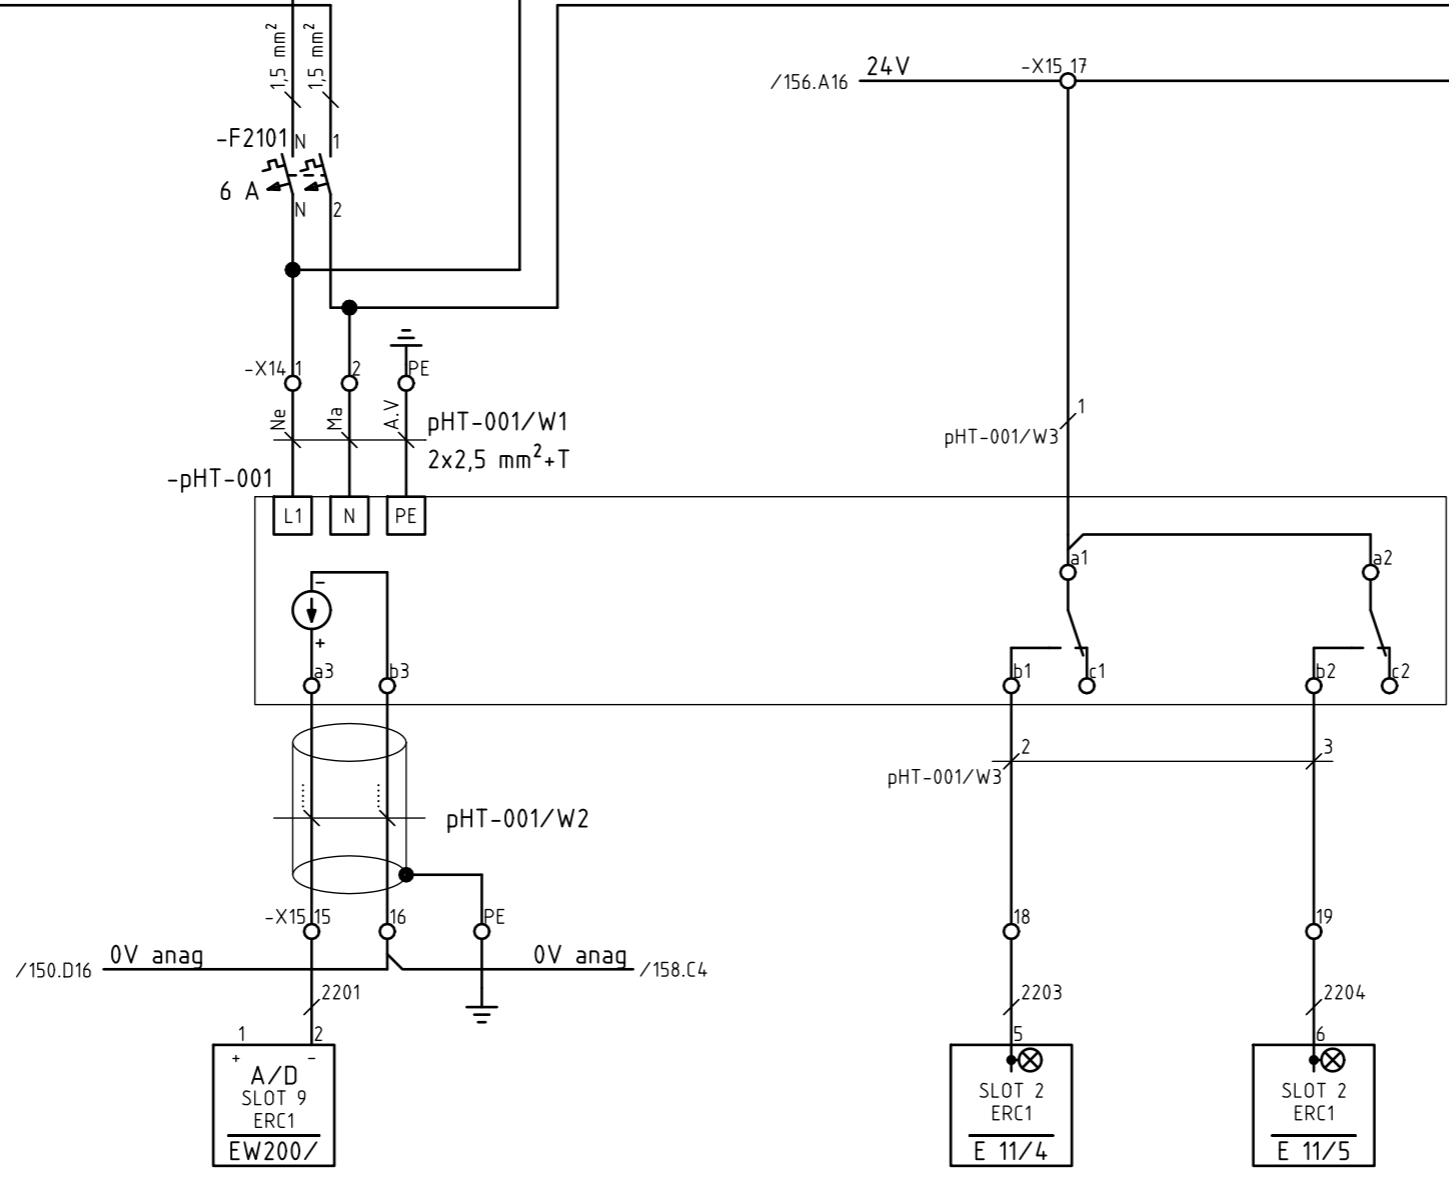 1,5 mm²
1,5 mm²
24V
-X15 17
/156.A16
-F2101 N 1
6 A
N 2
-X14 1 2 PE
Ne Ma A.V
pHT-001/W1
2x2,5 mm²+T
1
pHT-001/W3
-pHT-001
L1 N PE
a1 a2
-
+
a3 b3
b1 c1 b2 c2
2 3
pHT-001/W3
pHT-001/W2
-X15 15 16 PE
18 19
0V anag 0V anag
/150.D16 /158.C4
2201
2203
2204
1 2
+ -
A/D
SLOT 9
ERC1
EW200/
5
SLOT 2
ERC1
E 11/4
6
SLOT 2
ERC1
E 11/5